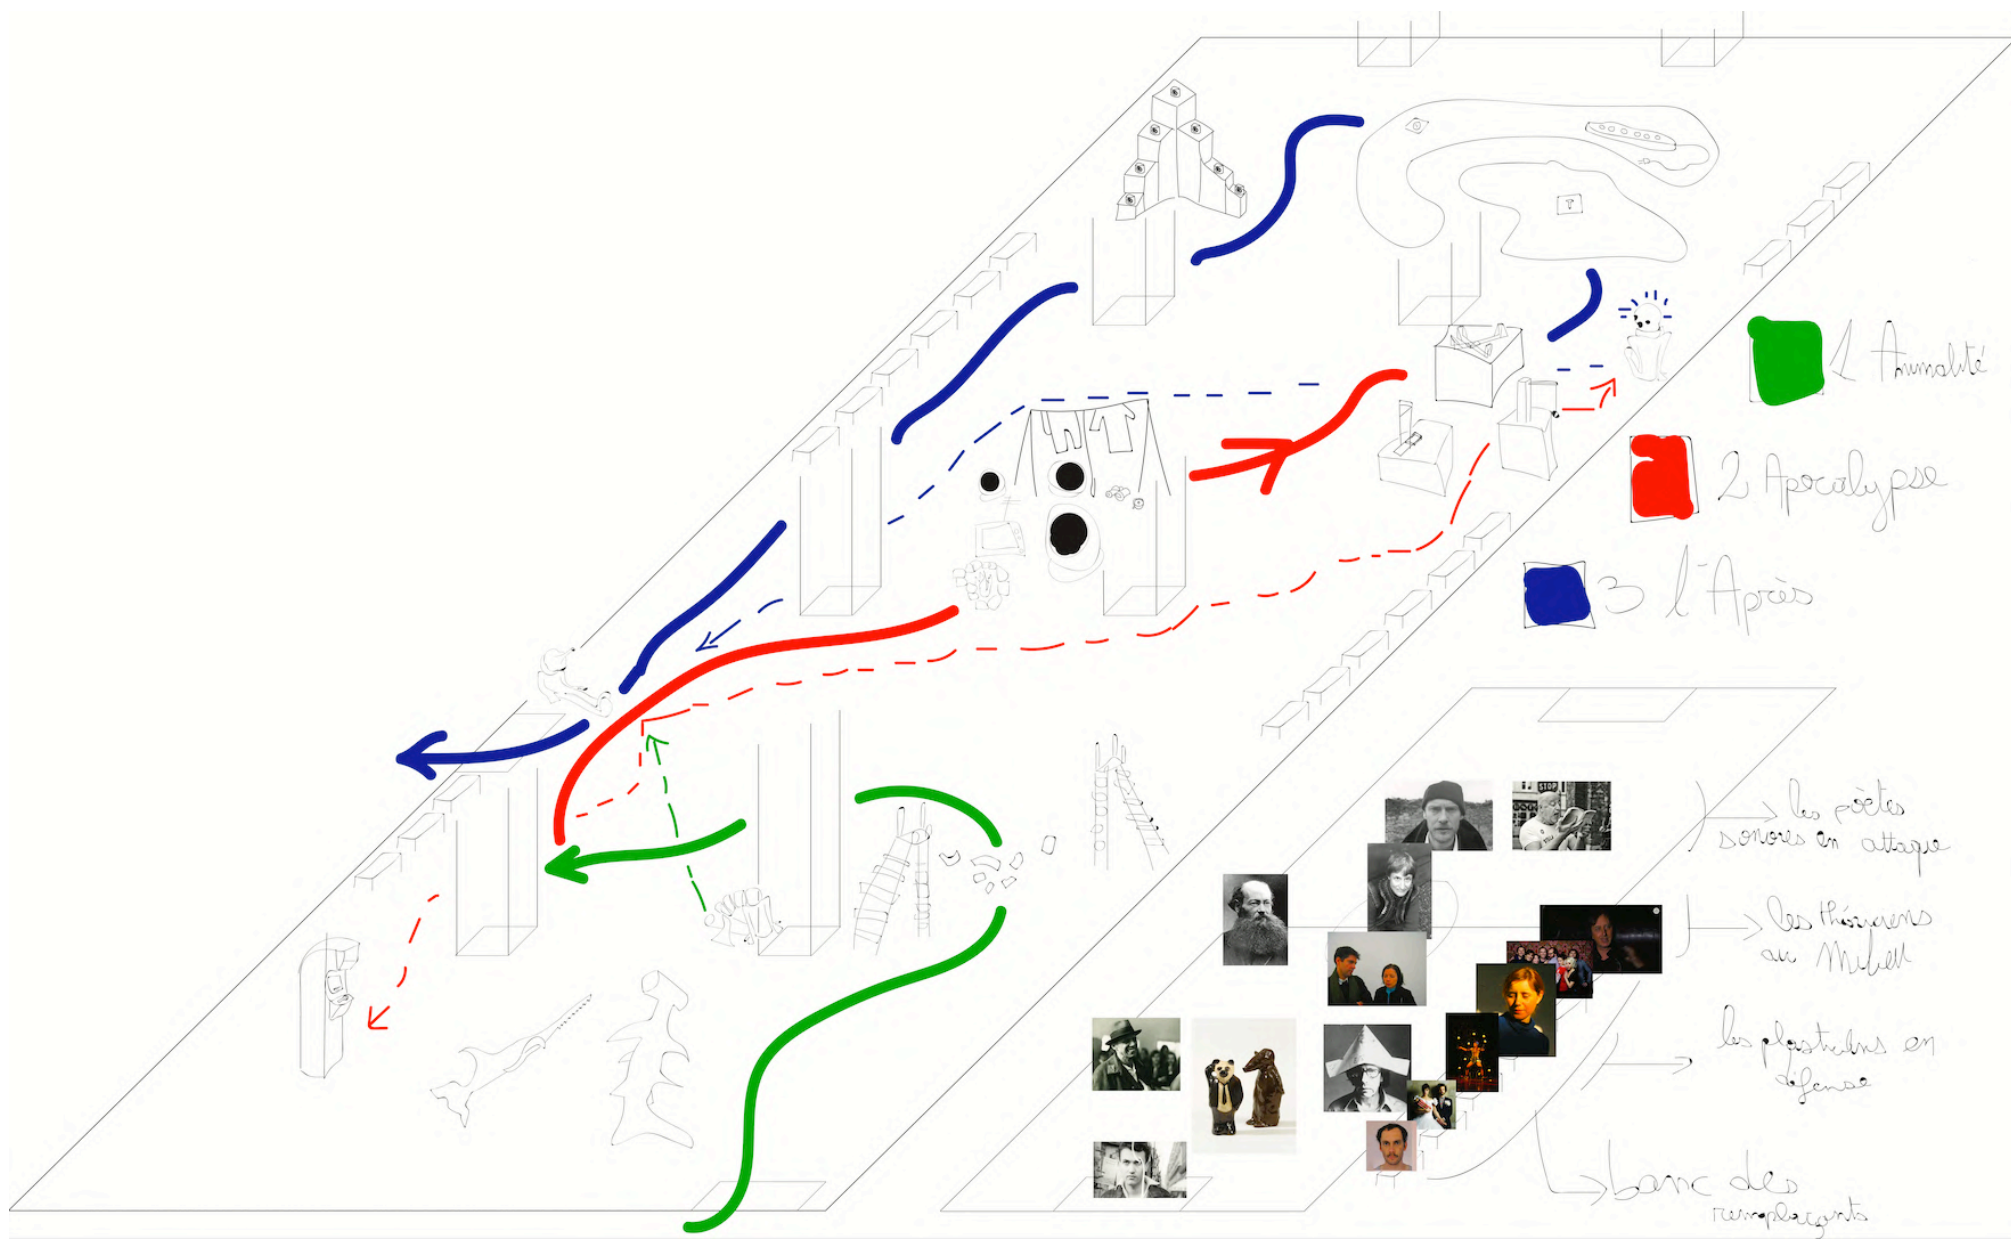 1 Animalité
2 Apocalypse
3 l'Après
T
STOP
les poètes
sonores en attaque
les théoriciens
au Milieu
les plasticiens en
défense
banc des
remplaçants